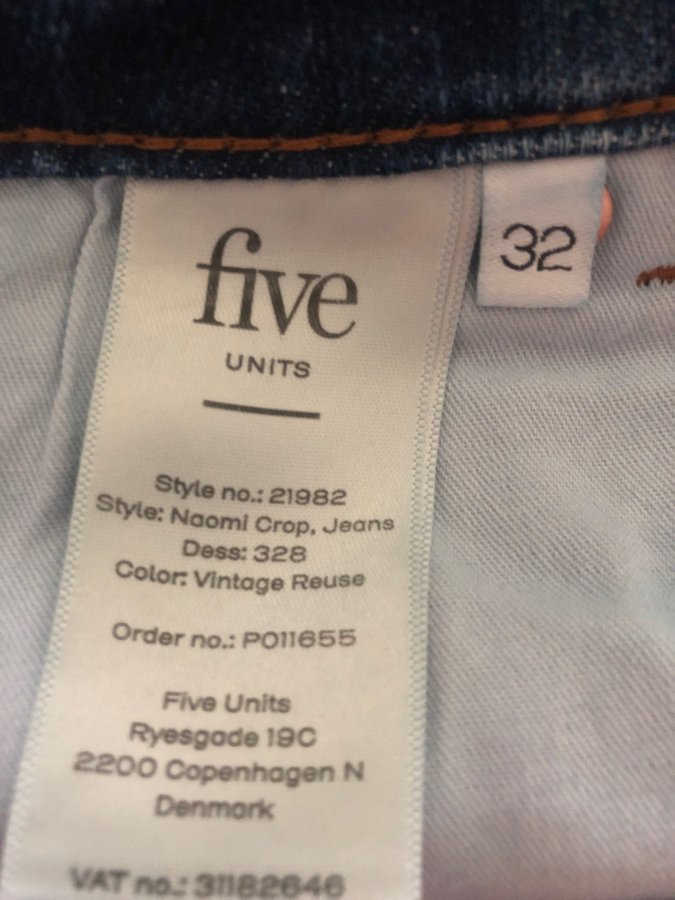 five
UNITS
32
Style no.: 21982
Style: Naomi Crop, Jeans
Dess: 328
Color: Vintage Reuse
Order no.: PO11655
Five Units
Ryesgade 19C
2200 Copenhagen N
Denmark
VAT no.: 31182646